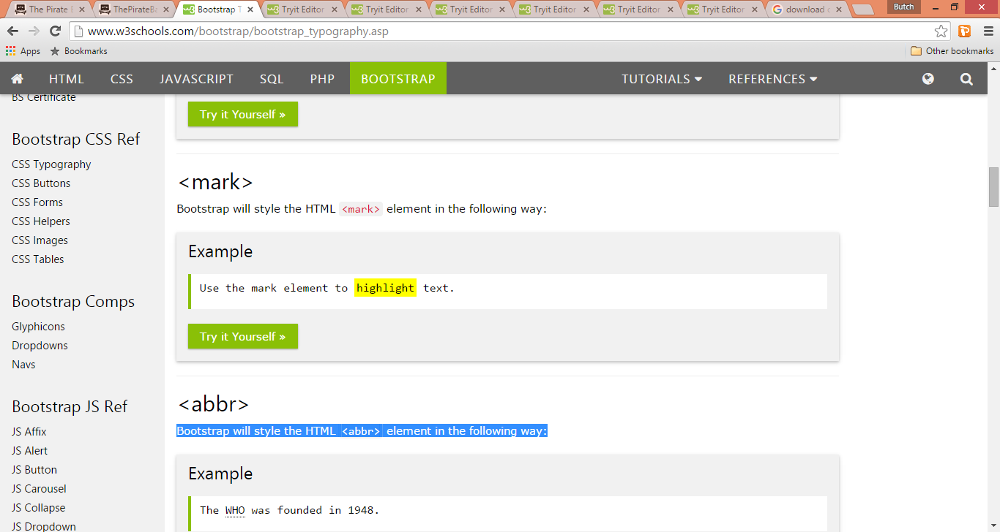 The Pirate B
ThePirateBa
Bootstrap T
Tryit Editor
Tryit Editor
Tryit Editor
Tryit Editor
Tryit Editor
Tryit Editor
download c
Butch
www.w3schools.com/bootstrap/bootstrap_typography.asp
Apps
Bookmarks
Other bookmarks
HTML
CSS
JAVASCRIPT
SQL
PHP
BOOTSTRAP
TUTORIALS
REFERENCES
BS Certificate
Bootstrap CSS Ref
CSS Typography
CSS Buttons
CSS Forms
CSS Helpers
CSS Images
CSS Tables
Bootstrap Comps
Glyphicons
Dropdowns
Navs
Bootstrap JS Ref
JS Affix
JS Alert
JS Button
JS Carousel
JS Collapse
JS Dropdown
Try it Yourself »
<mark>
Bootstrap will style the HTML <mark> element in the following way:
Example
Use the mark element to highlight text.
Try it Yourself »
<abbr>
Bootstrap will style the HTML <abbr> element in the following way:
Example
The WHO was founded in 1948.